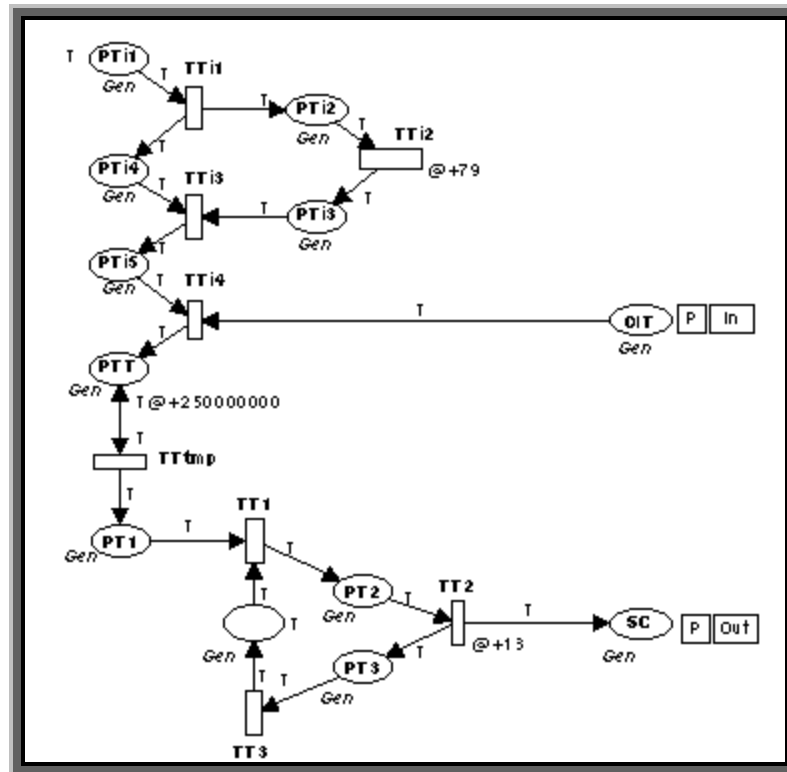 T PTi1
T
TTi1
Gen
T
PTi2
T
T
Gen
TTi2
PTi4
T
TTi3
@+79
Gen
T
T
PTi3
Gen
T
PTi5
T
TTi4
Gen
T
CIT P In
Gen
T
PTT
Gen
T@+250000000
T
TTtmp
T
TT1
PT1
T
Gen
T
PT2
T
TT2
Gen
T
T
T
SC P Out
Gen
Gen
@+13
T
PT3
T T
Gen
TT3